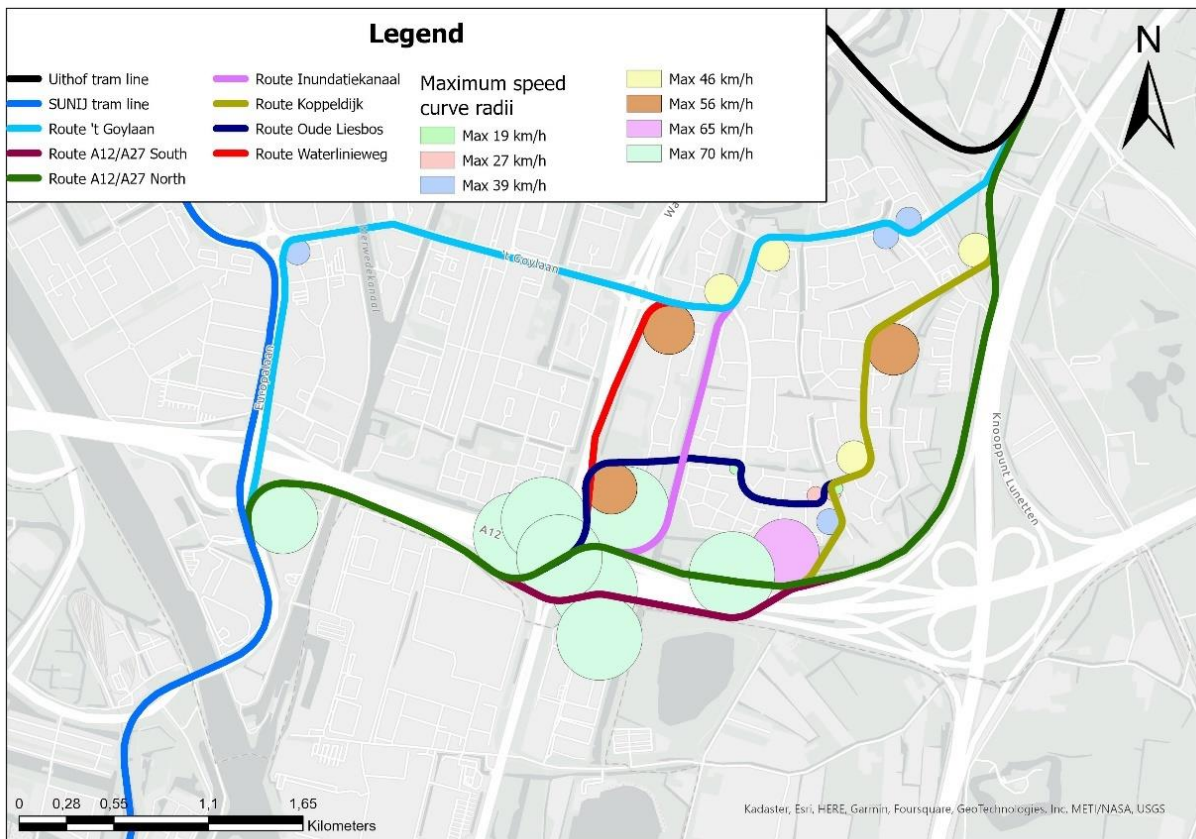 Legend
Uithof tram line
SUNIJ tram line
Route 't Goylaan
Route A12/A27 South
Route A12/A27 North
Route Inundatiekanaal
Route Koppeldijk
Route Oude Liesbos
Route Waterlinieweg
Maximum speed
curve radii
Max 19 km/h
Max 27 km/h
Max 39 km/h
Max 46 km/h
Max 56 km/h
Max 65 km/h
Max 70 km/h
N
Wa
't Goylaan
Europalaan
A12
Knooppunt Lunetten
0 0,28 0,55 1,1 1,65
Kilometers
Kadaster, Esri, HERE, Garmin, Foursquare, GeoTechnologies, Inc, METI/NASA, USGS